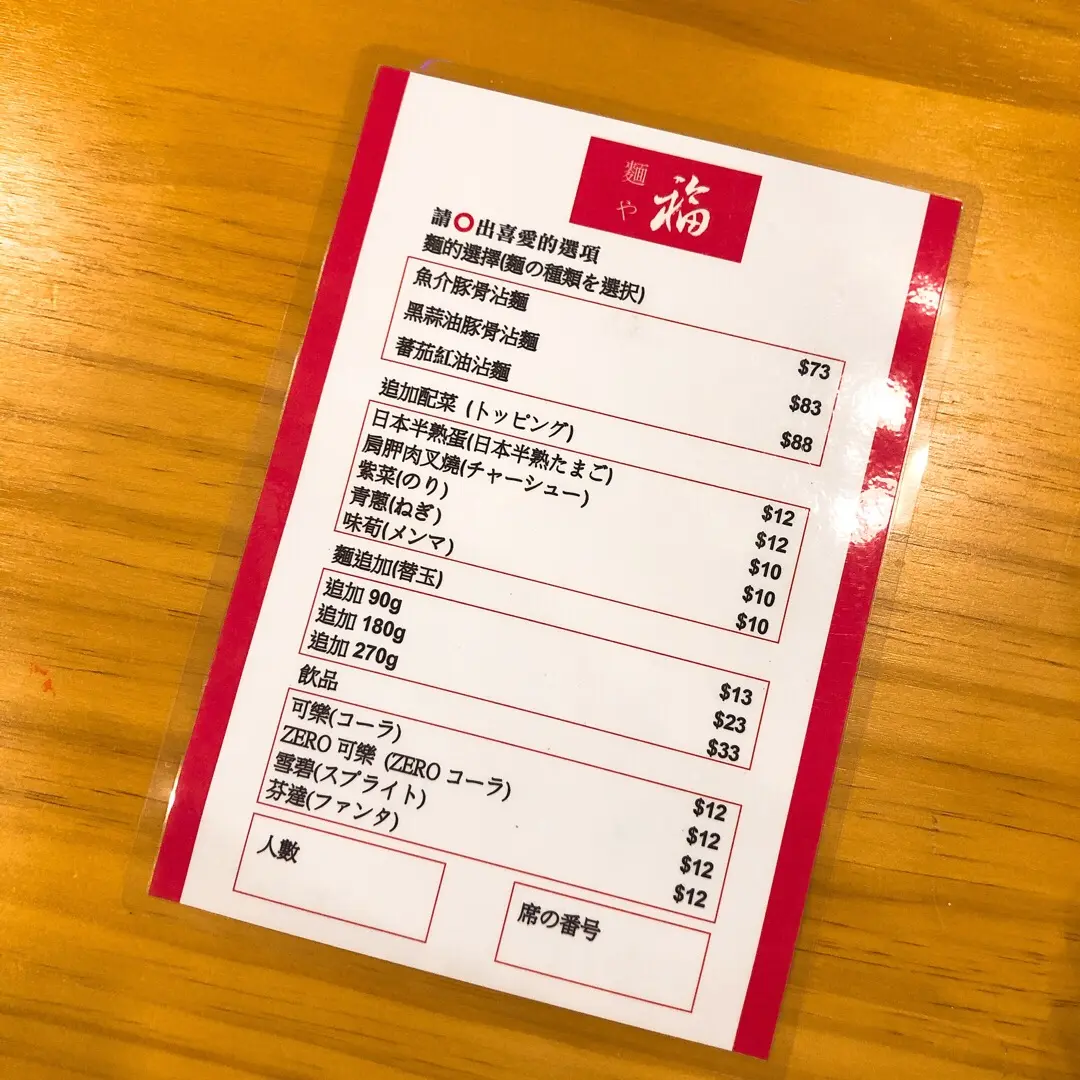 麵や 福
請⭕出喜愛的選項
麵的選擇(麵の種類を選択)
魚介豚骨沾麵 $73
黑蒜油豚骨沾麵 $83
蕃茄紅油沾麵 $88
追加配菜 (トッピング)
日本半熟蛋(日本半熟たまご) $12
肩胛肉叉燒(チャーシュー) $12
紫菜(のり) $10
青蔥(ねぎ) $10
味筍(メンマ) $10
麵追加(替玉)
追加 90g $13
追加 180g $23
追加 270g $33
飲品
可樂(コーラ) $12
ZERO 可樂 (ZERO コーラ) $12
雪碧(スプライト) $12
芬達(ファンタ) $12
人數
席の番号